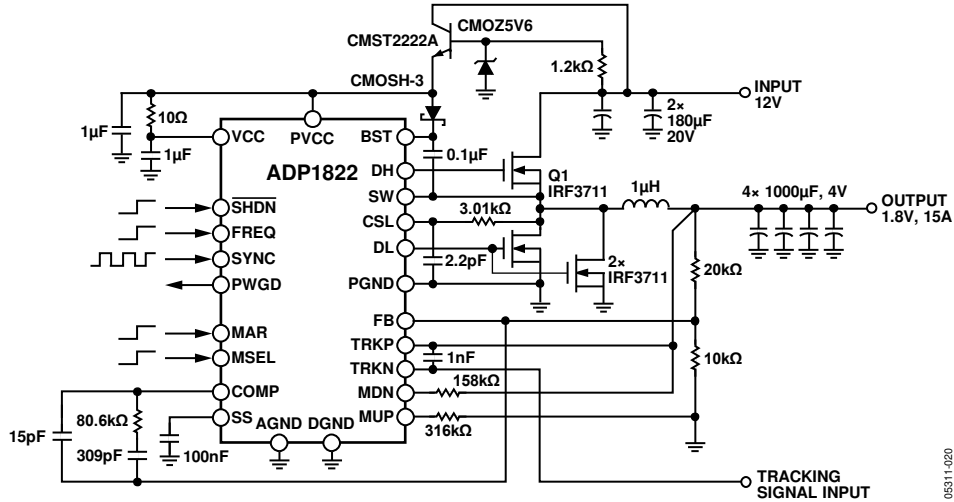 CMOZ5V6
CMST2222A
1.2kΩ
CMOSH-3
INPUT
12V
2×
180µF
20V
10Ω
1µF
1µF
VCC
PVCC
BST
0.1µF
ADP1822
DH
Q1
IRF3711
SW
1µH
4× 1000µF, 4V
OUTPUT
1.8V, 15A
SHDN
CSL
3.01kΩ
FREQ
DL
SYNC
2.2pF
2×
IRF3711
20kΩ
PWGD
PGND
FB
MAR
TRKP
1nF
10kΩ
MSEL
TRKN
158kΩ
COMP
MDN
80.6kΩ
SS
AGND
DGND
MUP
316kΩ
15pF
309pF
100nF
TRACKING
SIGNAL INPUT
05311-020